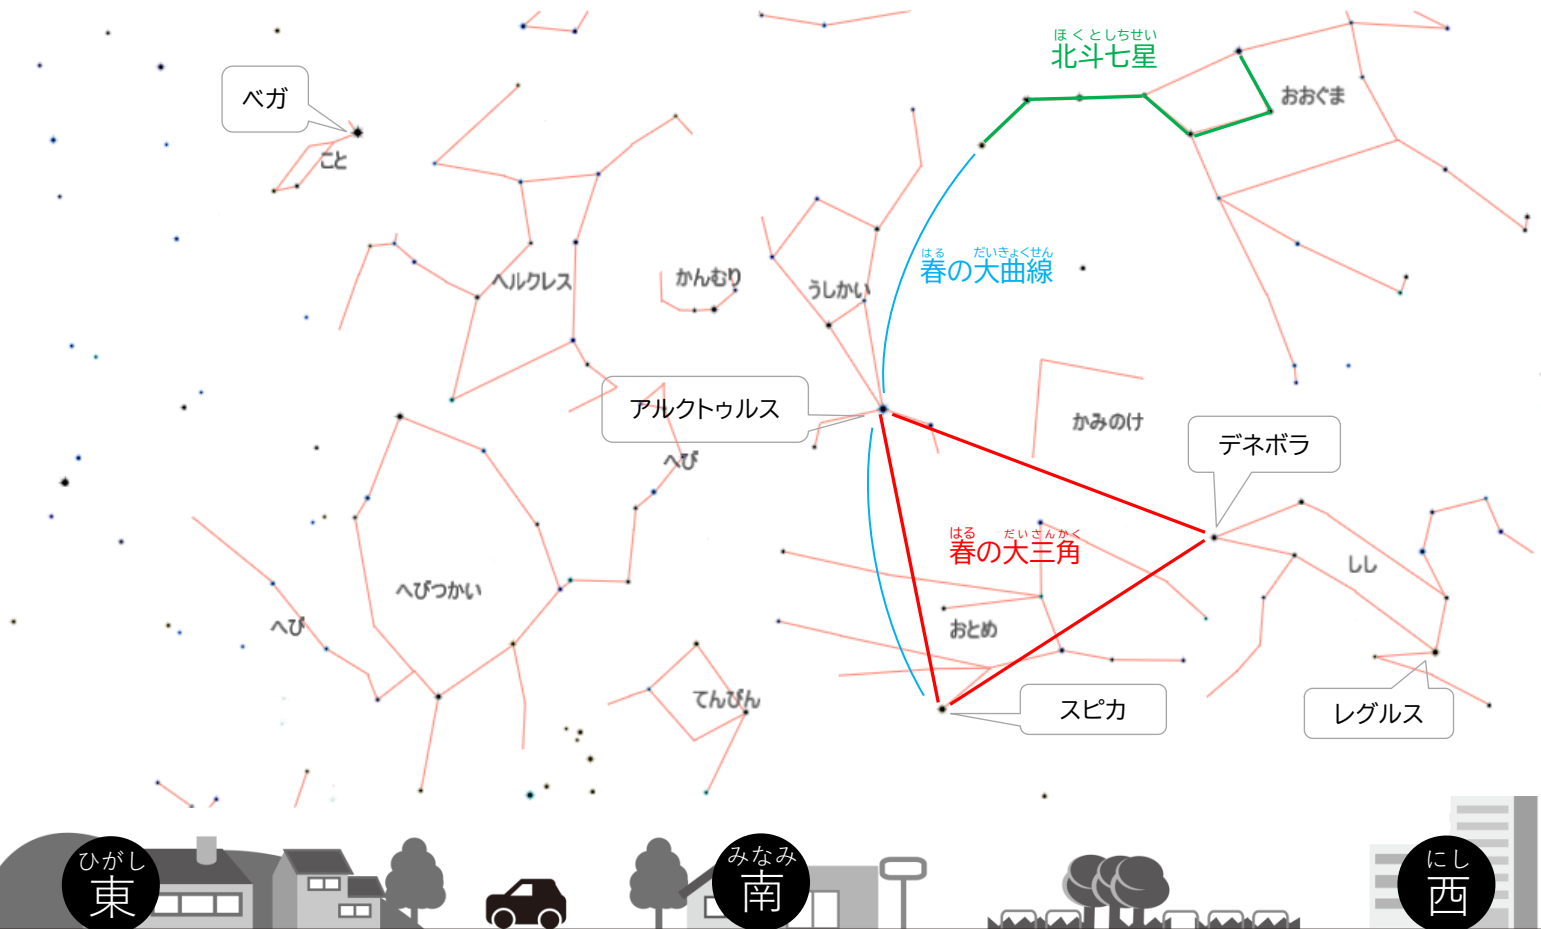 ほくとしちせい
北斗七星
おおぐま
ベガ
こと
はる だいきょくせん
春の大曲線
ヘルクレス
かんむり
うしかい
アルクトゥルス
かみのけ
デネボラ
へび
はる だいさんかく
春の大三角
しし
へびつかい
へび
おとめ
てんびん
スピカ
レグルス
ひがし
東
みなみ
南
にし
西